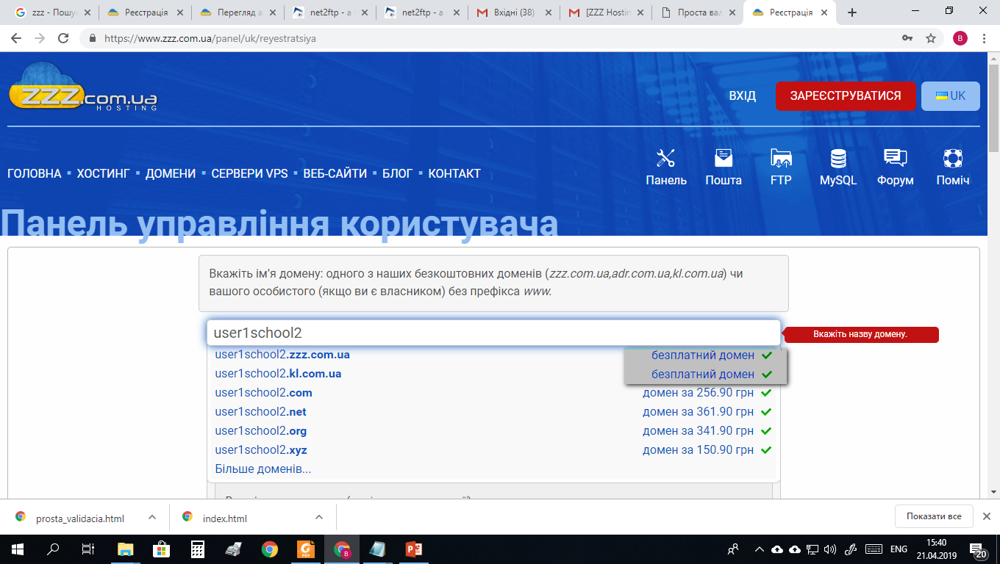 zzz - Пошу
Реєстрація
Перегляд а
net2ftp - a
net2ftp - a
Вхідні (38)
[ZZZ Hostin
Проста вал
Реєстрація
https://www.zzz.com.ua/panel/uk/reyestratsiya
B
zzz.com.ua
HOSTING
ВХІД
ЗАРЕЄСТРУВАТИСЯ
UK
ГОЛОВНА ▪ ХОСТИНГ ▪ ДОМЕНИ ▪ СЕРВЕРИ VPS ▪ ВЕБ-САЙТИ ▪ БЛОГ ▪ КОНТАКТ
Панель
Пошта
FTP
MySQL
Форум
Поміч
Панель управління користувача
Вкажіть ім'я домену: одного з наших безкоштовних доменів (zzz.com.ua,adr.com.ua,kl.com.ua) чи
вашого особистого (якщо ви є власником) без префікса www.
user1school2
Вкажіть назву домену.
user1school2.zzz.com.ua безплатний домен
user1school2.kl.com.ua безплатний домен
user1school2.com домен за 256.90 грн
user1school2.net домен за 361.90 грн
user1school2.org домен за 341.90 грн
user1school2.xyz домен за 150.90 грн
Більше доменів...
prosta_validacia.html
index.html
Показати все
ENG
15:40
21.04.2019
20